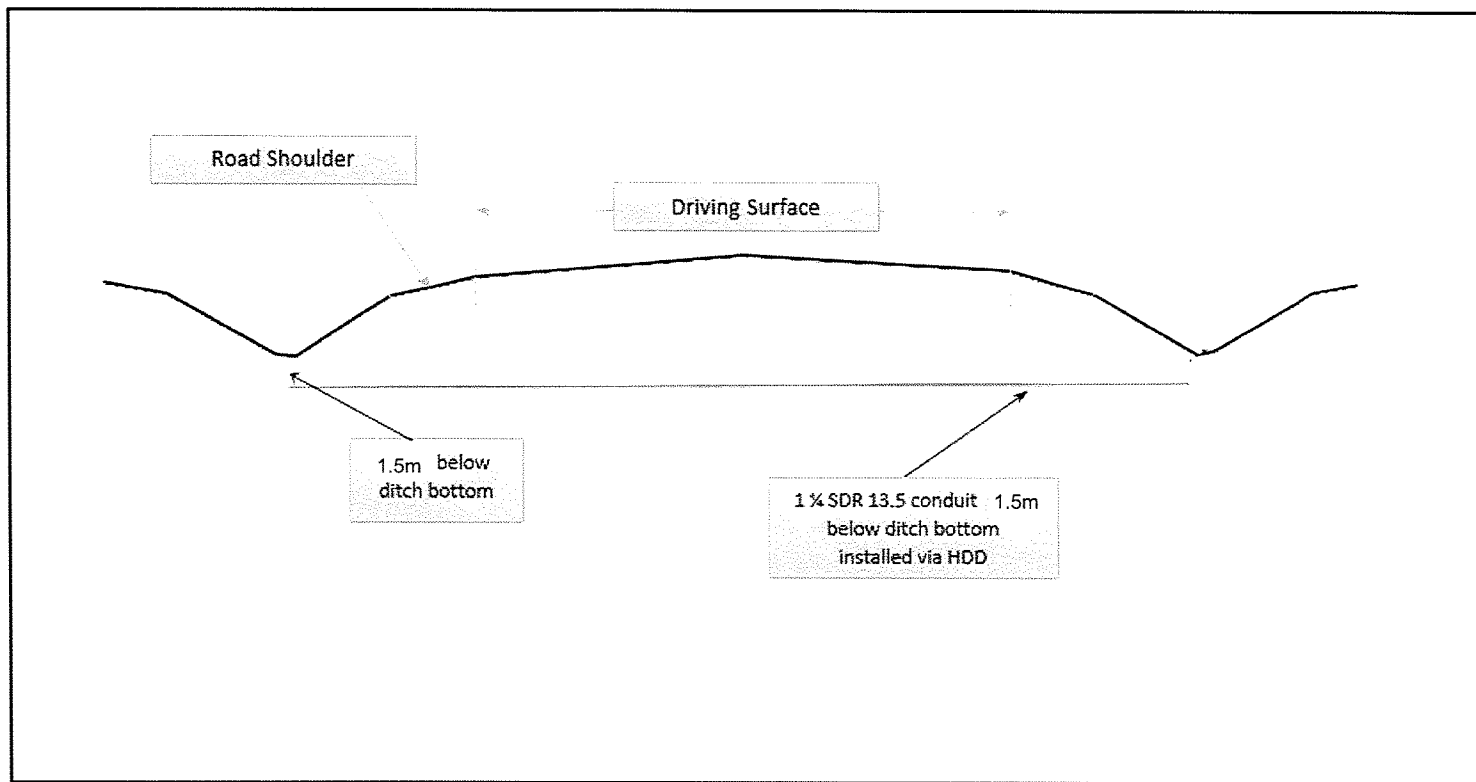 Road Shoulder
Driving Surface
1.5m below
ditch bottom
1 ¼ SDR 13.5 conduit 1.5m
below ditch bottom
installed via HDD